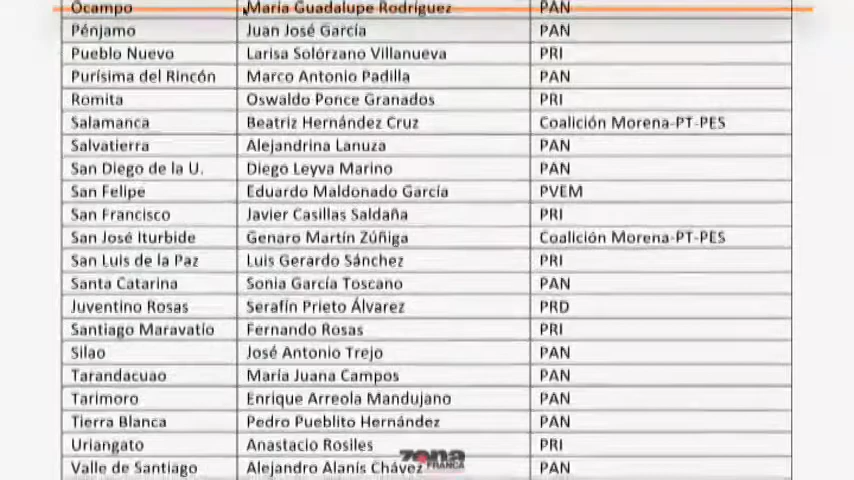 Ocampo María Guadalupe Rodríguez PAN
Pénjamo Juan José García PAN
Pueblo Nuevo Larisa Solórzano Villanueva PRI
Purísima del Rincón Marco Antonio Padilla PAN
Romita Oswaldo Ponce Granados PRI
Salamanca Beatriz Hernández Cruz Coalición Morena-PT-PES
Salvatierra Alejandrina Lanuza PAN
San Diego de la U. Diego Leyva Marino PAN
San Felipe Eduardo Maldonado García PVEM
San Francisco Javier Casillas Saldaña PRI
San José Iturbide Genaro Martín Zúñiga Coalición Morena-PT-PES
San Luis de la Paz Luis Gerardo Sánchez PRI
Santa Catarina Sonia García Toscano PAN
Juventino Rosas Serafín Prieto Álvarez PRD
Santiago Maravatío Fernando Rosas PRI
Silao José Antonio Trejo PAN
Tarandacuao María Juana Campos PAN
Tarimoro Enrique Arreola Mandujano PAN
Tierra Blanca Pedro Pueblito Hernández PAN
Uriangato Anastacio Rosiles PRI
Valle de Santiago Alejandro Alanís Chávez PAN
zona
FRANCA